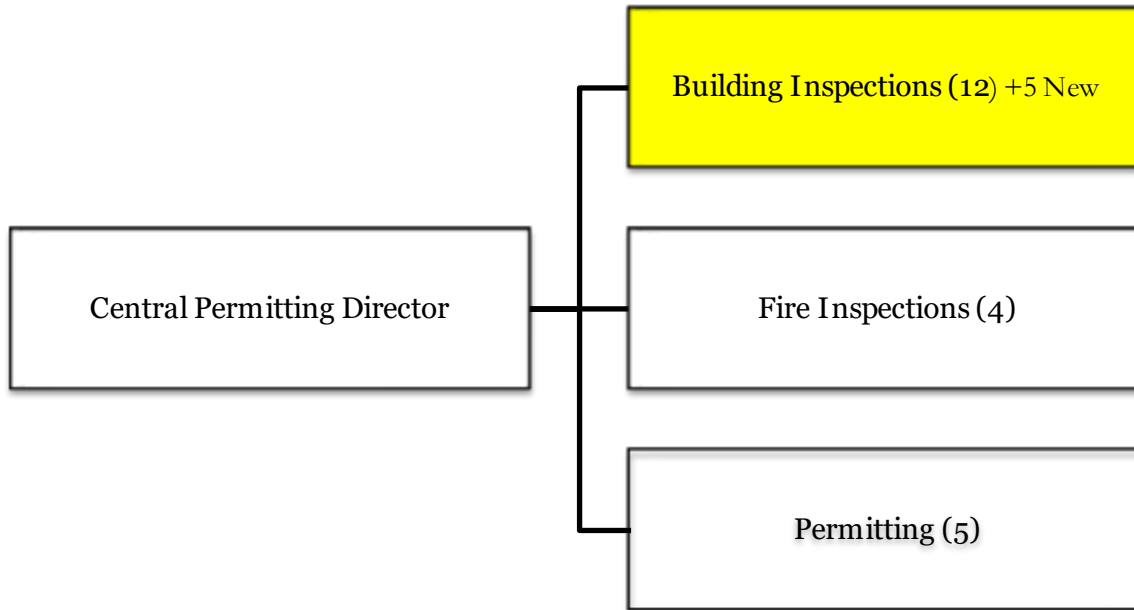 Building Inspections (12) +5 New
Central Permitting Director
Fire Inspections (4)
Permitting (5)